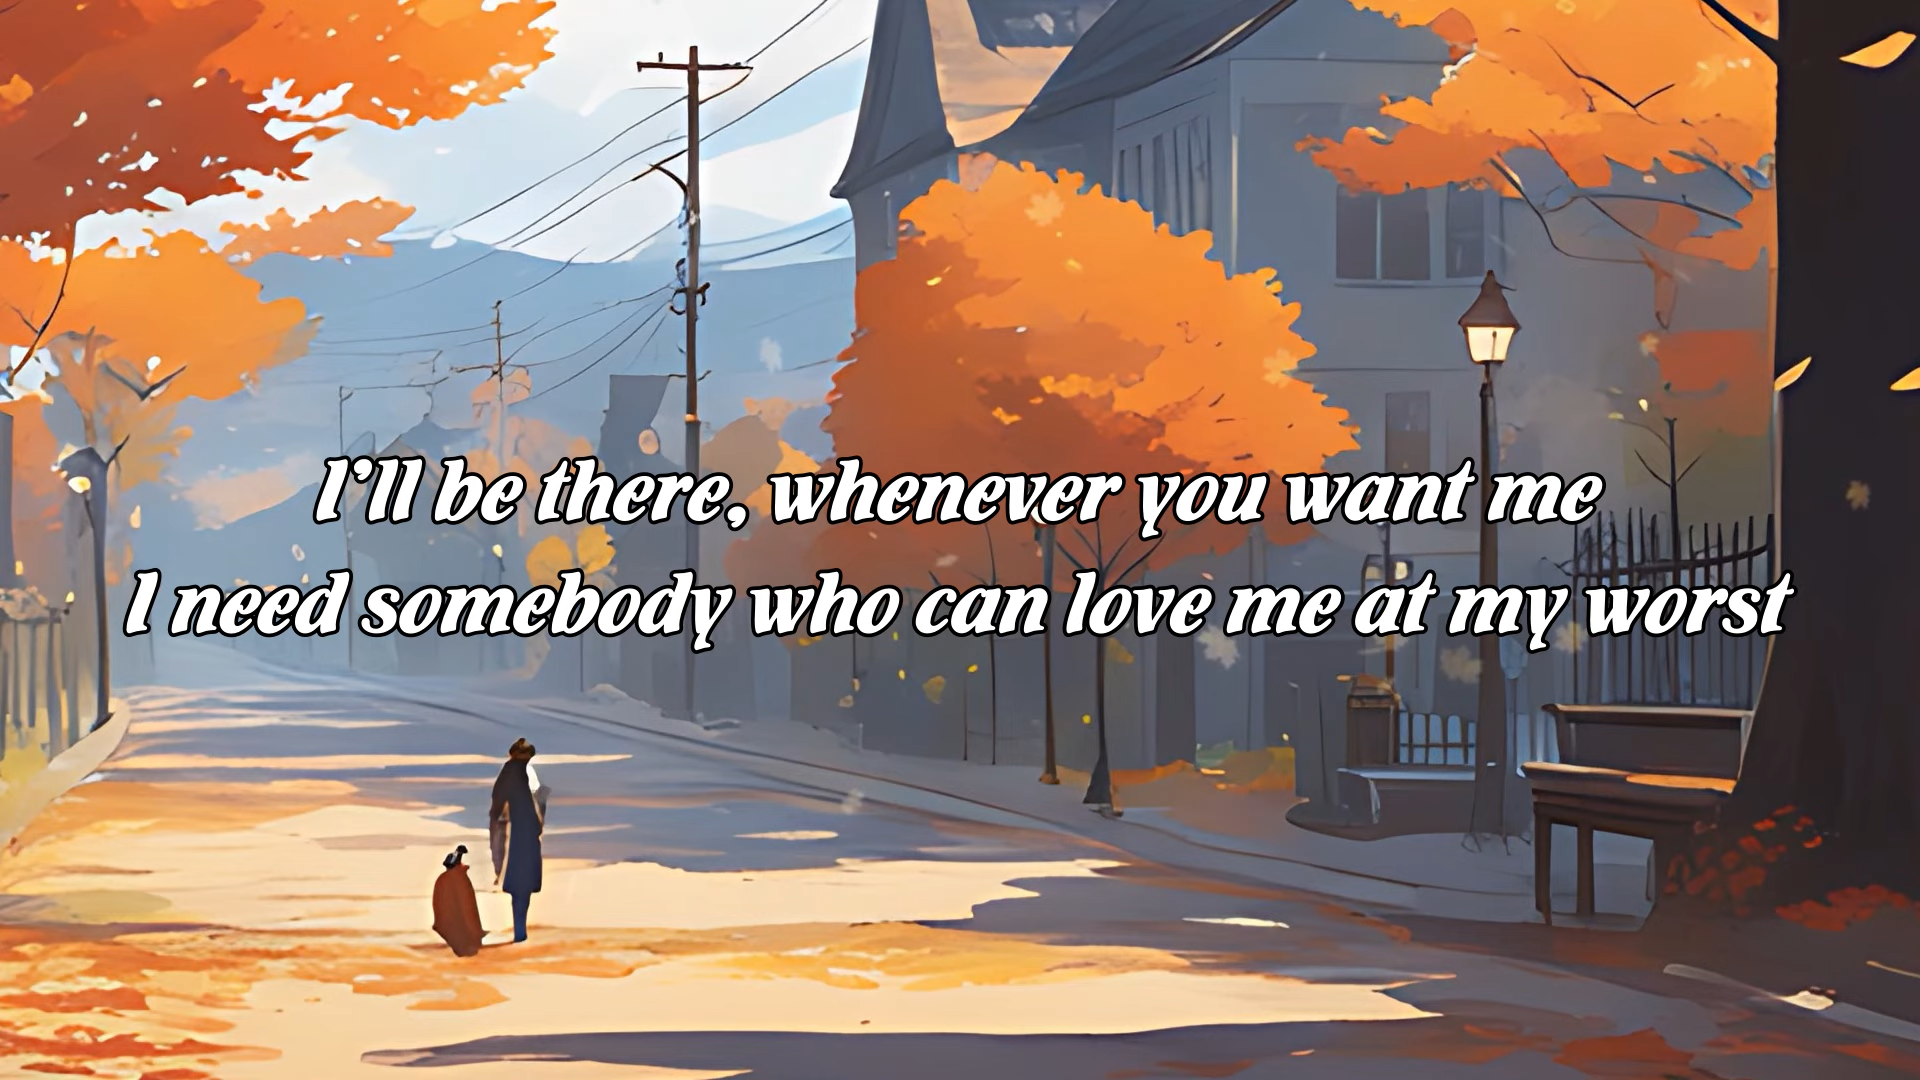 I’ll be there, whenever you want me
I need somebody who can love me at my worst